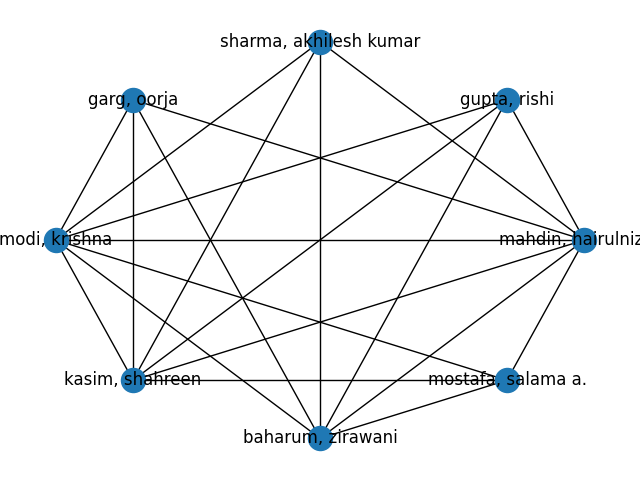 sharma, akhilesh kumar
garg, oorja
gupta, rishi
modi, krishna
mahdin, hairulniz
kasim, shahreen
mostafa, salama a.
baharum, zirawani